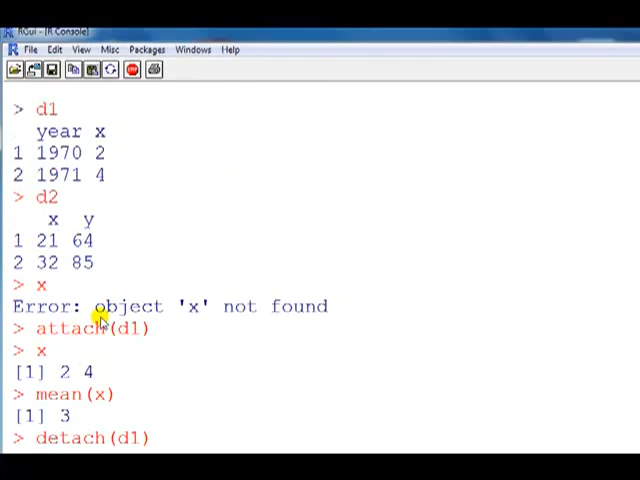 RGui - [R Console]
File Edit View Misc Packages Windows Help
> d1
year x
1 1970 2
2 1971 4
> d2
x y
1 21 64
2 32 85
> x
Error: object 'x' not found
> attach(d1)
> x
[1] 2 4
> mean(x)
[1] 3
> detach(d1)